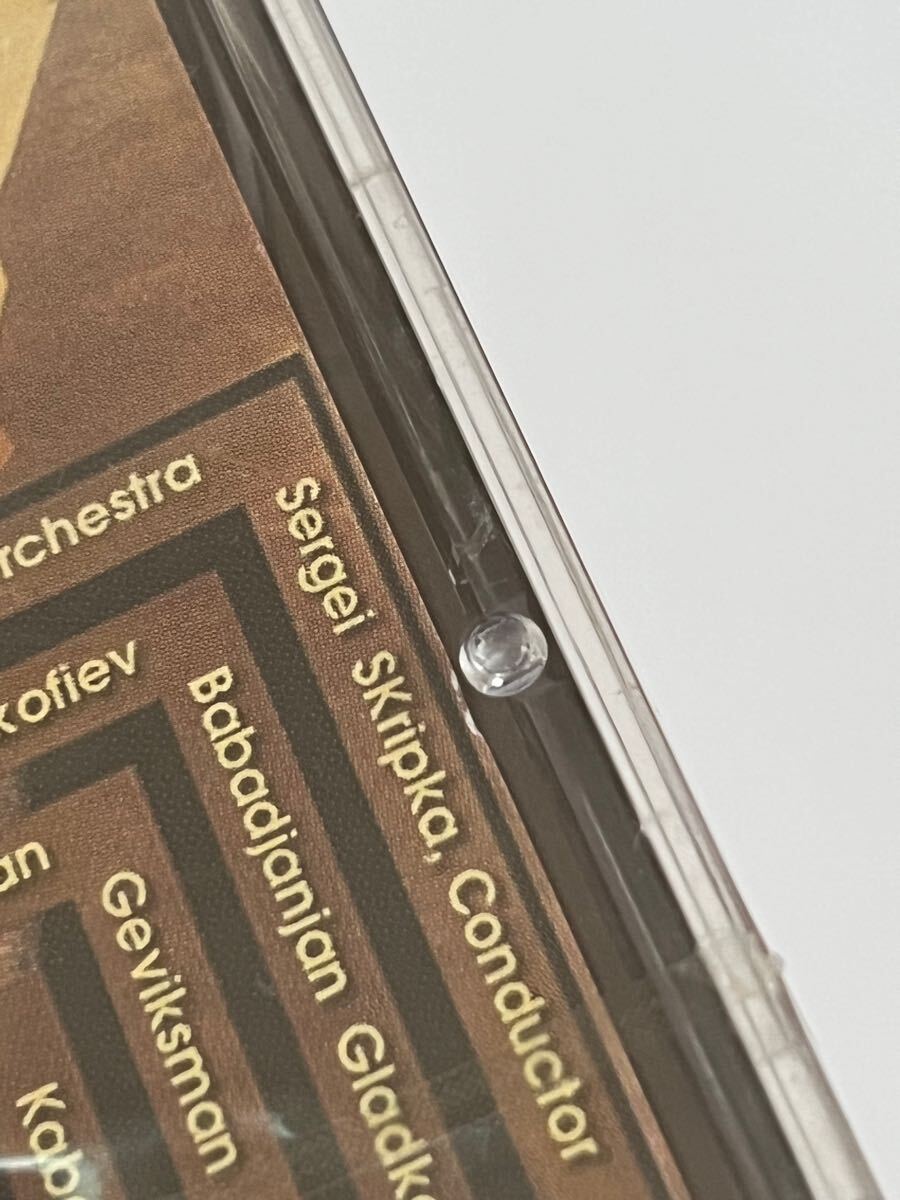 rchestra
Sergei SKripka, Conductor
kofiev
Babadjanjan Gladk
an
Geviksman
Kab